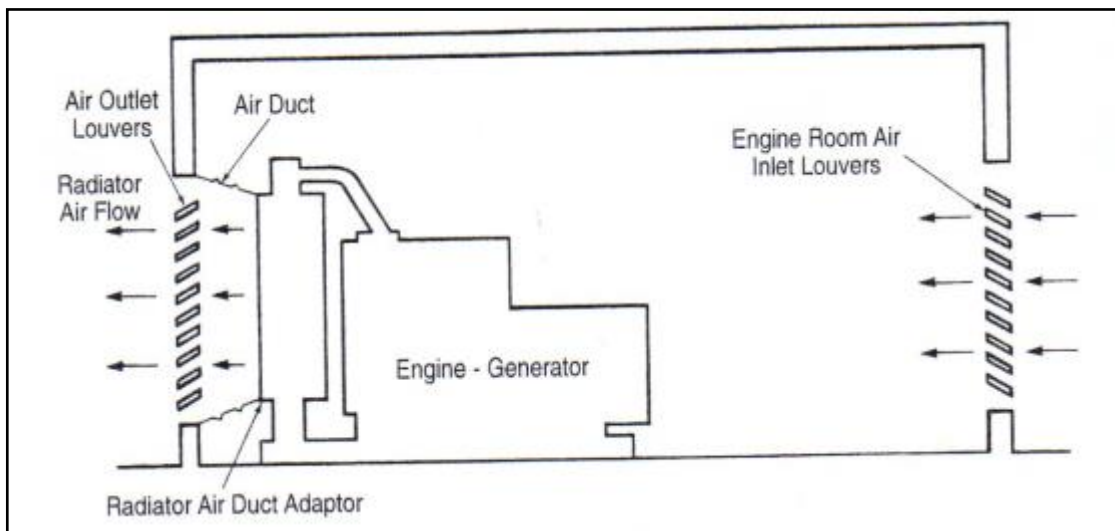 Air Outlet
Louvers
Air Duct
Engine Room Air
Inlet Louvers
Radiator
Air Flow
Engine - Generator
Radiator Air Duct Adaptor